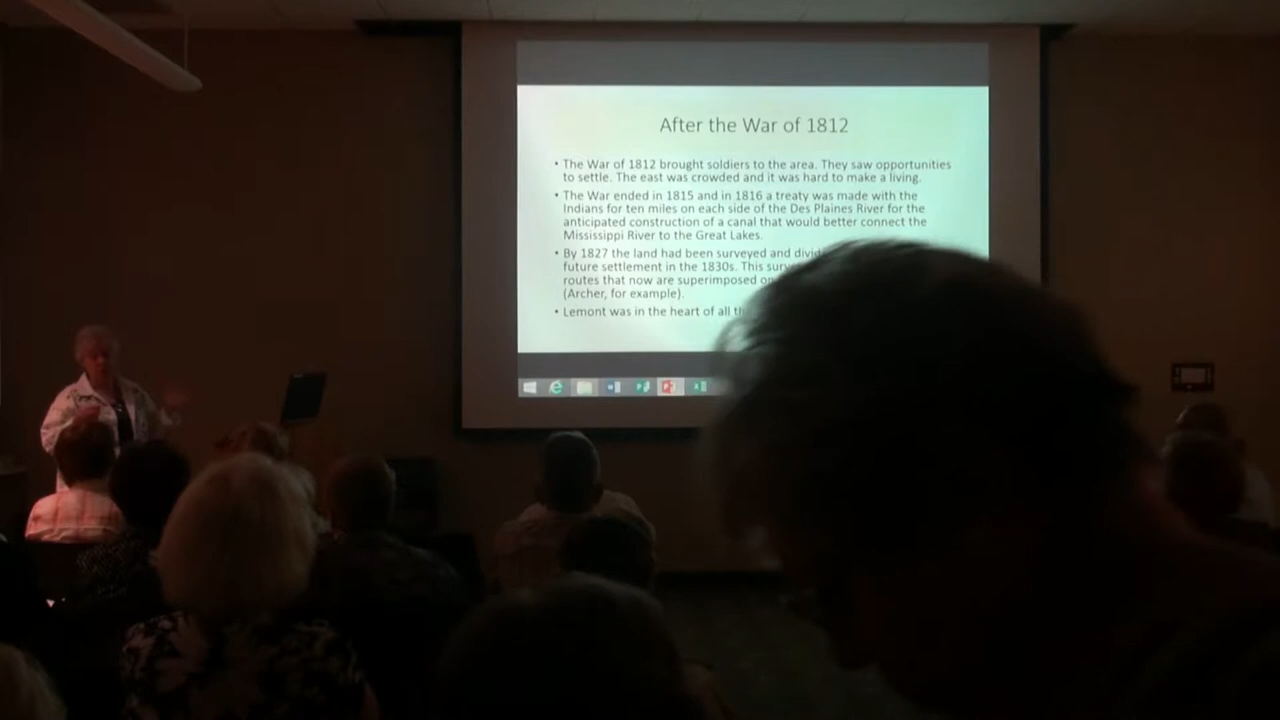 After the War of 1812
• The War of 1812 brought soldiers to the area. They saw opportunities
to settle. The east was crowded and it was hard to make a living.
• The War ended in 1815 and in 1816 a treaty was made with the
Indians for ten miles on each side of the Des Plaines River for the
anticipated construction of a canal that would better connect the
Mississippi River to the Great Lakes.
• By 1827 the land had been surveyed and
future settlement in the 1830s. This
routes that now are superimposed
(Archer, for example).
• Lemont was in the heart of all